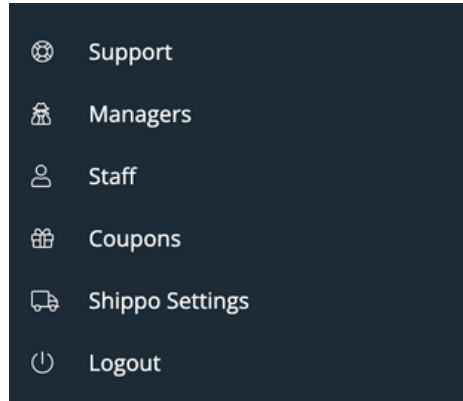 Support
Managers
Staff
Coupons
Shippo Settings
Logout